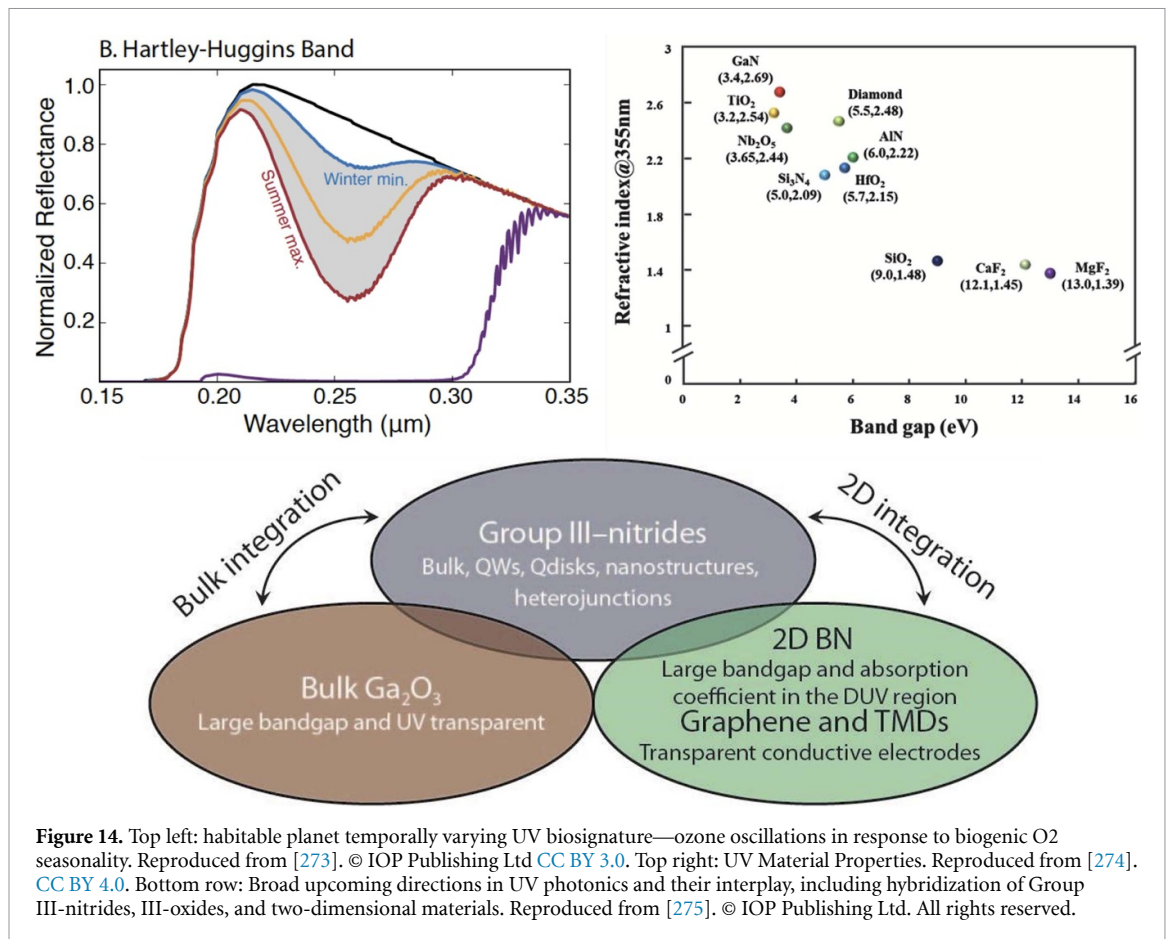 B. Hartley-Huggins Band
Normalized Reflectance
1.0
0.8
0.6
0.4
0.2
Winter min.
Summer max.
0.15
0.20
0.25
0.30
0.35
Wavelength (μm)
Refractive index@355nm
3
2.6
2.2
1.8
1.4
1
0
GaN
(3.4,2.69)
TiO₂
(3.2,2.54)
Nb₂O₅
(3.65,2.44)
Diamond
(5.5,2.48)
AlN
(6.0,2.22)
Si₃N₄
(5.0,2.09)
HfO₂
(5.7,2.15)
SiO₂
(9.0,1.48)
CaF₂
(12.1,1.45)
MgF₂
(13.0,1.39)
0
2
4
6
8
10
12
14
16
Band gap (eV)
Bulk integration
2D integration
Group III–nitrides
Bulk, QWs, Qdisks, nanostructures,
heterojunctions
Bulk Ga₂O₃
Large bandgap and UV transparent
2D BN
Large bandgap and absorption
coefficient in the DUV region
Graphene and TMDs
Transparent conductive electrodes
Figure 14. Top left: habitable planet temporally varying UV biosignature—ozone oscillations in response to biogenic O2
seasonality. Reproduced from [273]. © IOP Publishing Ltd CC BY 3.0. Top right: UV Material Properties. Reproduced from [274].
CC BY 4.0. Bottom row: Broad upcoming directions in UV photonics and their interplay, including hybridization of Group
III-nitrides, III-oxides, and two-dimensional materials. Reproduced from [275]. © IOP Publishing Ltd. All rights reserved.